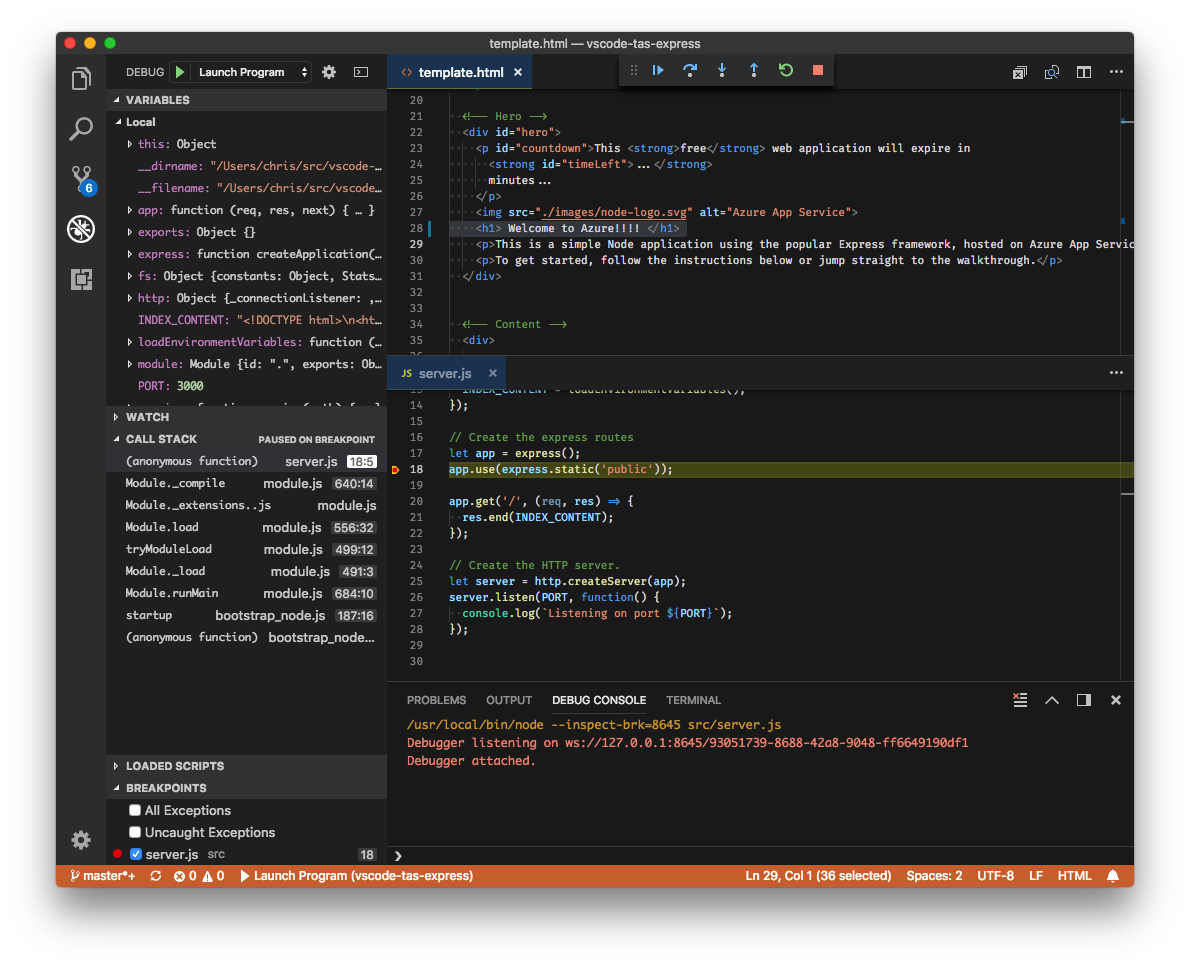 template.html — vscode-tas-express
DEBUG Launch Program
6
VARIABLES
Local
this: Object
__dirname: "/Users/chris/src/vscode-…
__filename: "/Users/chris/src/vscode…
app: function (req, res, next) { … }
exports: Object {}
express: function createApplication(…
fs: Object {constants: Object, Stats…
http: Object {_connectionListener: ,…
INDEX_CONTENT: "<!DOCTYPE html>\n<ht…
loadEnvironmentVariables: function (…
module: Module {id: ".", exports: Ob…
PORT: 3000
WATCH
CALL STACK PAUSED ON BREAKPOINT
(anonymous function) server.js 18:5
Module._compile module.js 640:14
Module._extensions..js module.js
Module.load module.js 556:32
tryModuleLoad module.js 499:12
Module._load module.js 491:3
Module.runMain module.js 684:10
startup bootstrap_node.js 187:16
(anonymous function) bootstrap_node…
LOADED SCRIPTS
BREAKPOINTS
All Exceptions
Uncaught Exceptions
server.js src 18
<> template.html ×
20
21 <!-- Hero -->
22 <div id="hero">
23 <p id="countdown">This <strong>free</strong> web application will expire in
24 <strong id="timeLeft">...</strong>
25 minutes...
26 </p>
27 <img src="./images/node-logo.svg" alt="Azure App Service">
28 <h1> Welcome to Azure!!!! </h1>
29 <p>This is a simple Node application using the popular Express framework, hosted on Azure App Servic
30 <p>To get started, follow the instructions below or jump straight to the walkthrough.</p>
31 </div>
32
33
34 <!-- Content -->
35 <div>
JS server.js ×
13 INDEX_CONTENT = loadEnvironmentVariables();
14 });
15
16 // Create the express routes
17 let app = express();
18 app.use(express.static('public'));
19
20 app.get('/', (req, res) => {
21 res.end(INDEX_CONTENT);
22 });
23
24 // Create the HTTP server.
25 let server = http.createServer(app);
26 server.listen(PORT, function() {
27 console.log(`Listening on port ${PORT}`);
28 });
29
30
PROBLEMS OUTPUT DEBUG CONSOLE TERMINAL
/usr/local/bin/node --inspect-brk=8645 src/server.js
Debugger listening on ws://127.0.0.1:8645/93051739-8688-42a8-9048-ff6649190df1
Debugger attached.
master*+ 0 0 Launch Program (vscode-tas-express) Ln 29, Col 1 (36 selected) Spaces: 2 UTF-8 LF HTML